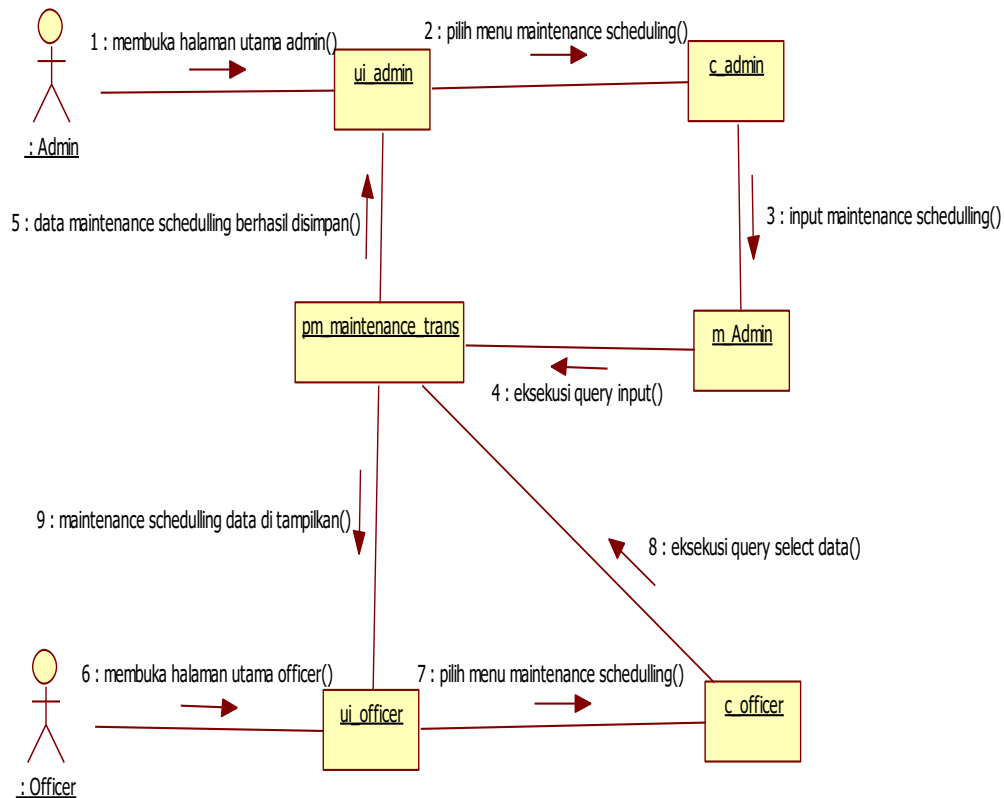 1 : membuka halaman utama admin()
2 : pilih menu maintenance scheduling()
ui_admin
c_admin
: Admin
5 : data maintenance schedulling berhasil disimpan()
3 : input maintenance schedulling()
pm_maintenance_trans
m_Admin
4 : eksekusi query input()
9 : maintenance schedulling data di tampilkan()
8 : eksekusi query select data()
6 : membuka halaman utama officer()
7 : pilih menu maintenance schedulling()
ui_officer
c_officer
: Officer